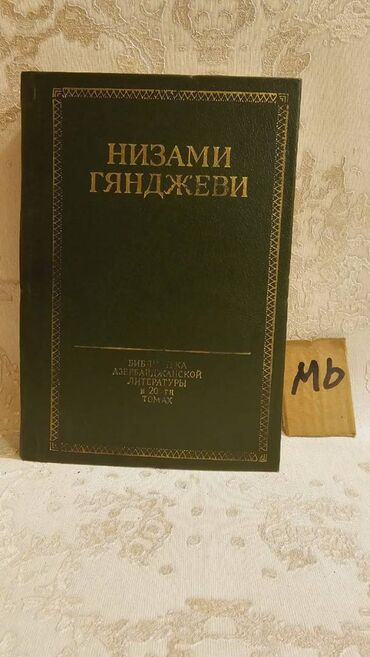 НИЗАМИ
ГЯНДЖЕВИ
БИБЛИОТЕКА
АЗЕРБАЙДЖАНСКОЙ
ЛИТЕРАТУРЫ
В 20-ТИ
ТОМАХ
Mb